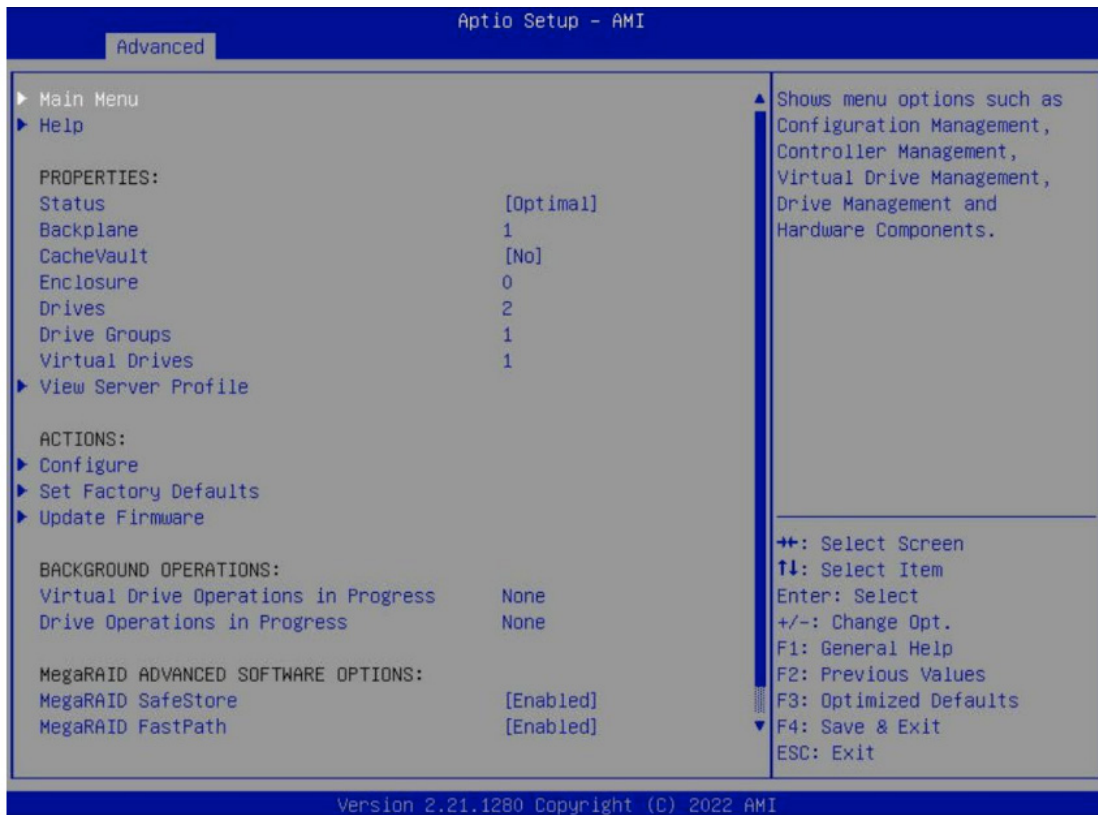 Aptio Setup – AMI
Advanced
▶ Main Menu
▶ Help
PROPERTIES:
Status [Optimal]
Backplane 1
CacheVault [No]
Enclosure 0
Drives 2
Drive Groups 1
Virtual Drives 1
▶ View Server Profile
ACTIONS:
▶ Configure
▶ Set Factory Defaults
▶ Update Firmware
BACKGROUND OPERATIONS:
Virtual Drive Operations in Progress None
Drive Operations in Progress None
MegaRAID ADVANCED SOFTWARE OPTIONS:
MegaRAID SafeStore [Enabled]
MegaRAID FastPath [Enabled]
Shows menu options such as
Configuration Management,
Controller Management,
Virtual Drive Management,
Drive Management and
Hardware Components.
→←: Select Screen
↑↓: Select Item
Enter: Select
+/-: Change Opt.
F1: General Help
F2: Previous Values
F3: Optimized Defaults
F4: Save & Exit
ESC: Exit
Version 2.21.1280 Copyright (C) 2022 AMI